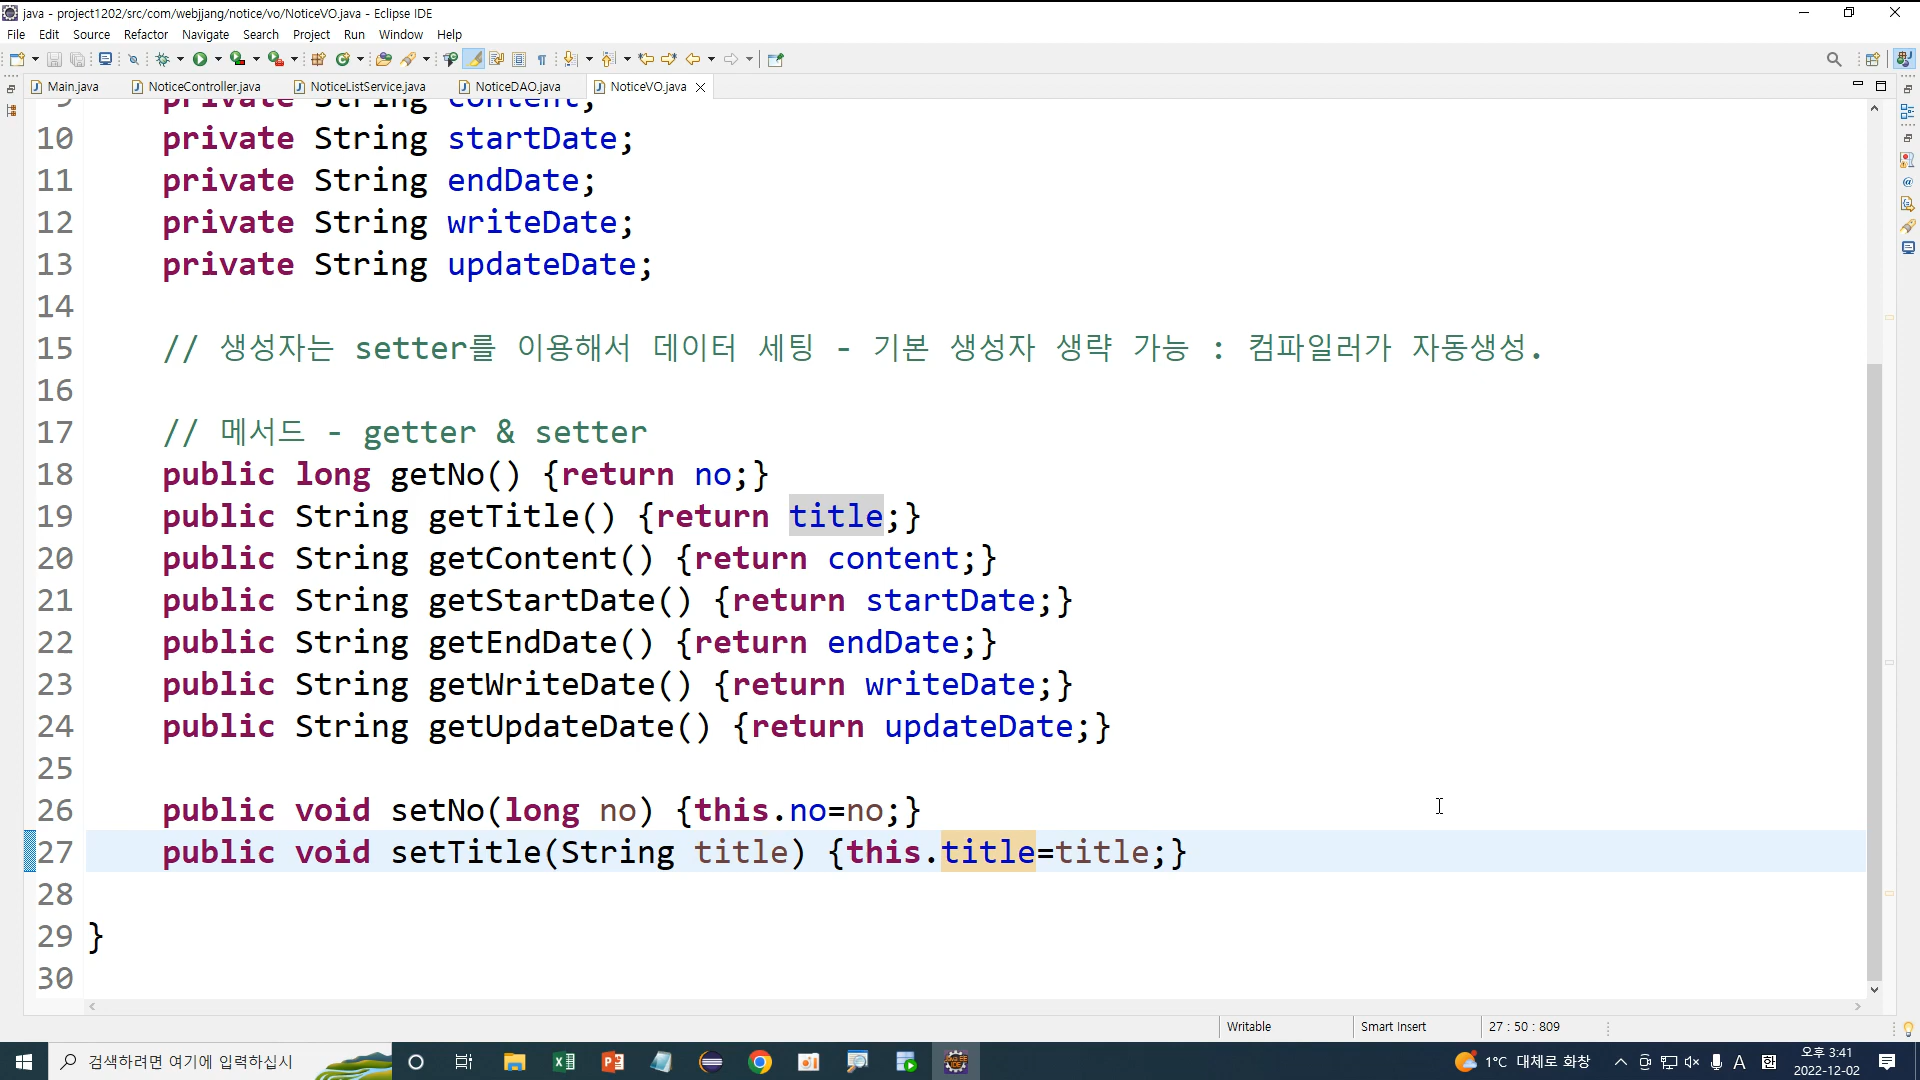 java - project1202/src/com/webjjang/notice/vo/NoticeVO.java - Eclipse IDE
File Edit Source Refactor Navigate Search Project Run Window Help
Main.java NoticeController.java NoticeListService.java NoticeDAO.java NoticeVO.java
9 private String content;
10 private String startDate;
11 private String endDate;
12 private String writeDate;
13 private String updateDate;
14
15 // 생성자는 setter를 이용해서 데이터 세팅 - 기본 생성자 생략 가능 : 컴파일러가 자동생성.
16
17 // 메서드 - getter & setter
18 public long getNo() {return no;}
19 public String getTitle() {return title;}
20 public String getContent() {return content;}
21 public String getStartDate() {return startDate;}
22 public String getEndDate() {return endDate;}
23 public String getWriteDate() {return writeDate;}
24 public String getUpdateDate() {return updateDate;}
25
26 public void setNo(long no) {this.no=no;}
27 public void setTitle(String title) {this.title=title;}
28
29 }
30
Writable Smart Insert 27 : 50 : 809
검색하려면 여기에 입력하십시 1°C 대체로 화창 A 한 오후 3:41
2022-12-02